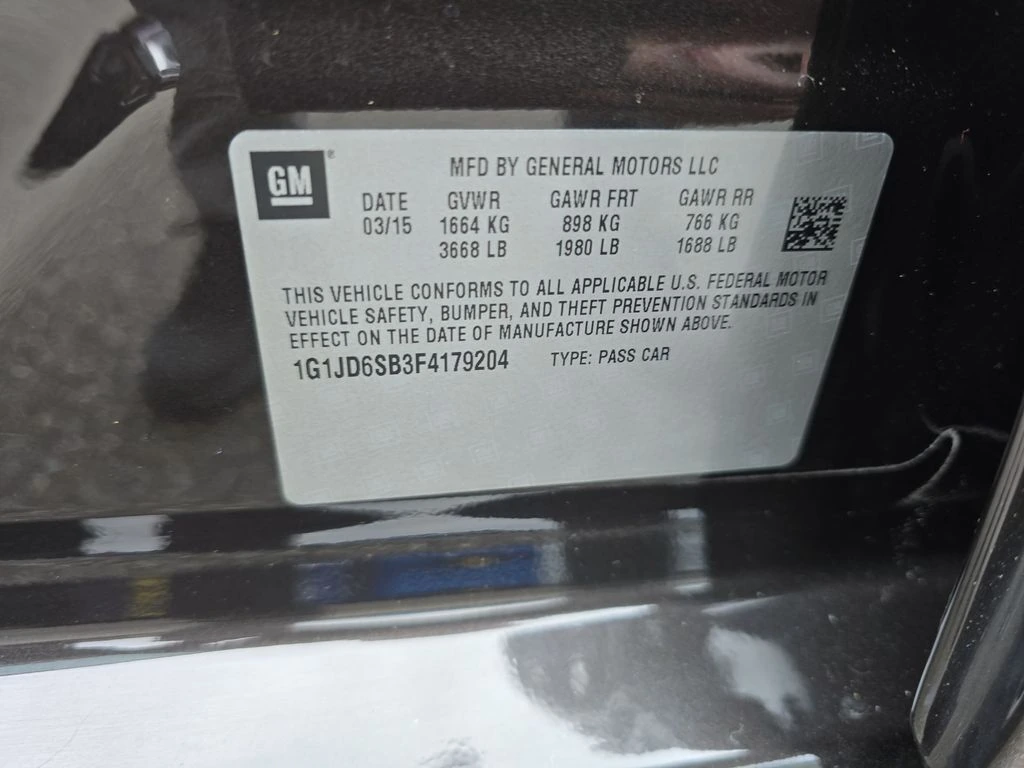 GM®
MFD BY GENERAL MOTORS LLC
DATE GVWR GAWR FRT GAWR RR
03/15 1664 KG 898 KG 766 KG
3668 LB 1980 LB 1688 LB
THIS VEHICLE CONFORMS TO ALL APPLICABLE U.S. FEDERAL MOTOR
VEHICLE SAFETY, BUMPER, AND THEFT PREVENTION STANDARDS IN
EFFECT ON THE DATE OF MANUFACTURE SHOWN ABOVE.
1G1JD6SB3F4179204 TYPE: PASS CAR